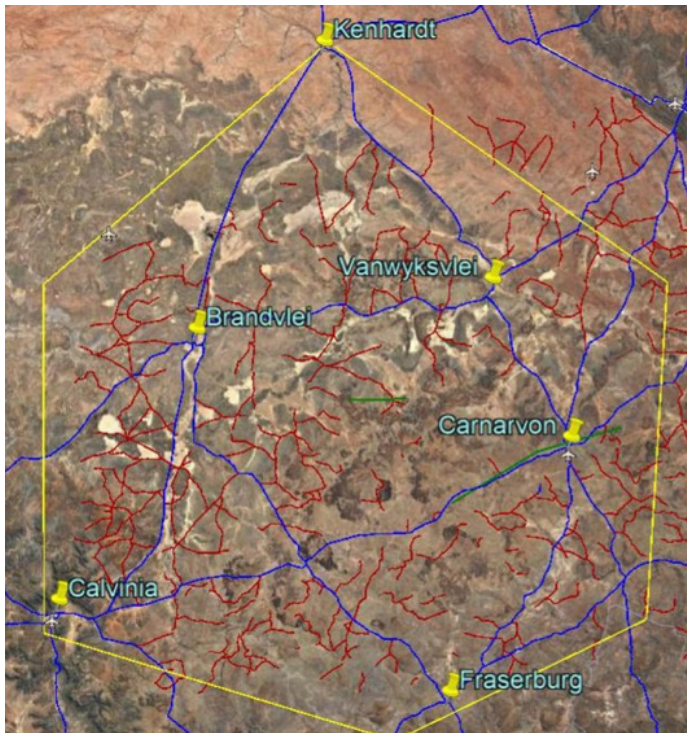 Kenhardt
Vanwyksvlei
Brandvlei
Carnarvon
Calvinia
Fraserburg